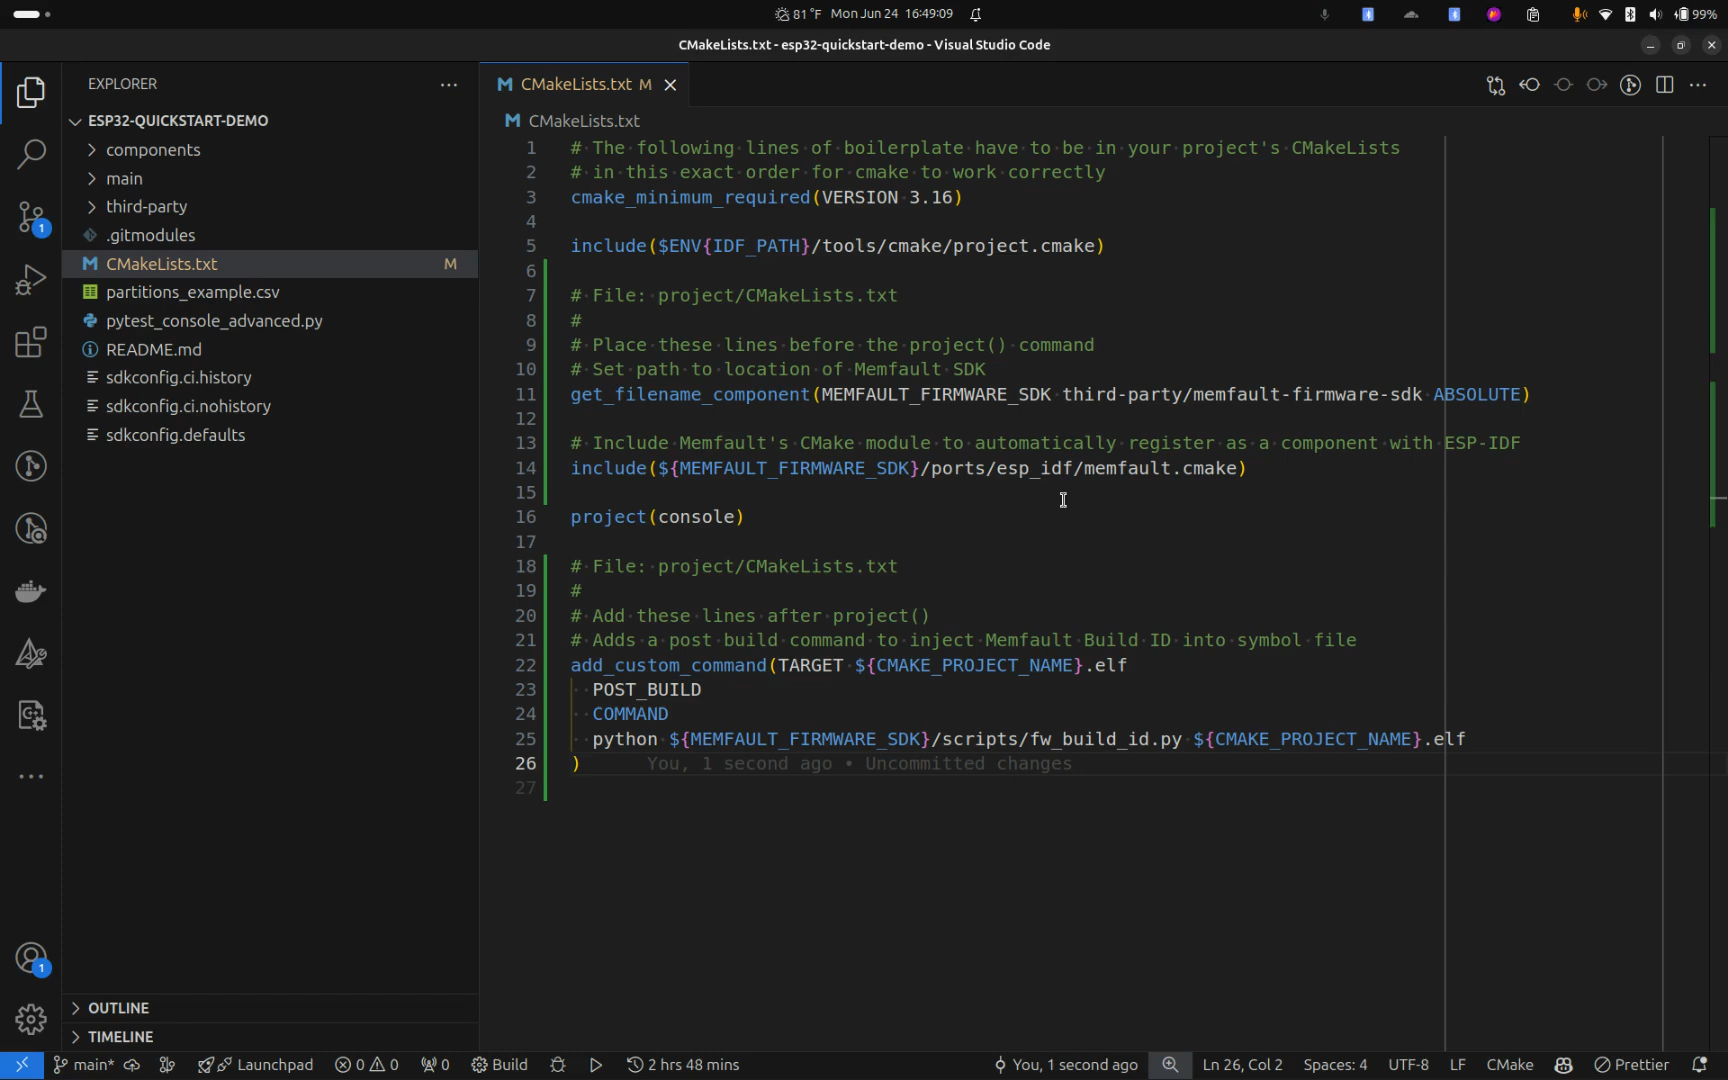 81 °F Mon Jun 24 16:49:09
99%
CMakeLists.txt - esp32-quickstart-demo - Visual Studio Code
EXPLORER
ESP32-QUICKSTART-DEMO
components
main
third-party
.gitmodules
CMakeLists.txt M
partitions_example.csv
pytest_console_advanced.py
README.md
sdkconfig.ci.history
sdkconfig.ci.nohistory
sdkconfig.defaults
OUTLINE
TIMELINE
1
1
M CMakeLists.txt M
M CMakeLists.txt
1 # The following lines of boilerplate have to be in your project's CMakeLists
2 # in this exact order for cmake to work correctly
3 cmake_minimum_required(VERSION 3.16)
4
5 include($ENV{IDF_PATH}/tools/cmake/project.cmake)
6
7 # File: project/CMakeLists.txt
8 #
9 # Place these lines before the project() command
10 # Set path to location of Memfault SDK
11 get_filename_component(MEMFAULT_FIRMWARE_SDK third-party/memfault-firmware-sdk ABSOLUTE)
12
13 # Include Memfault's CMake module to automatically register as a component with ESP-IDF
14 include(${MEMFAULT_FIRMWARE_SDK}/ports/esp_idf/memfault.cmake)
15
16 project(console)
17
18 # File: project/CMakeLists.txt
19 #
20 # Add these lines after project()
21 # Adds a post build command to inject Memfault Build ID into symbol file
22 add_custom_command(TARGET ${CMAKE_PROJECT_NAME}.elf
23 POST_BUILD
24 COMMAND
25 python ${MEMFAULT_FIRMWARE_SDK}/scripts/fw_build_id.py ${CMAKE_PROJECT_NAME}.elf
26 ) You, 1 second ago • Uncommitted changes
27
main* Launchpad 0 0 0 Build 2 hrs 48 mins You, 1 second ago Ln 26, Col 2 Spaces: 4 UTF-8 LF CMake Prettier